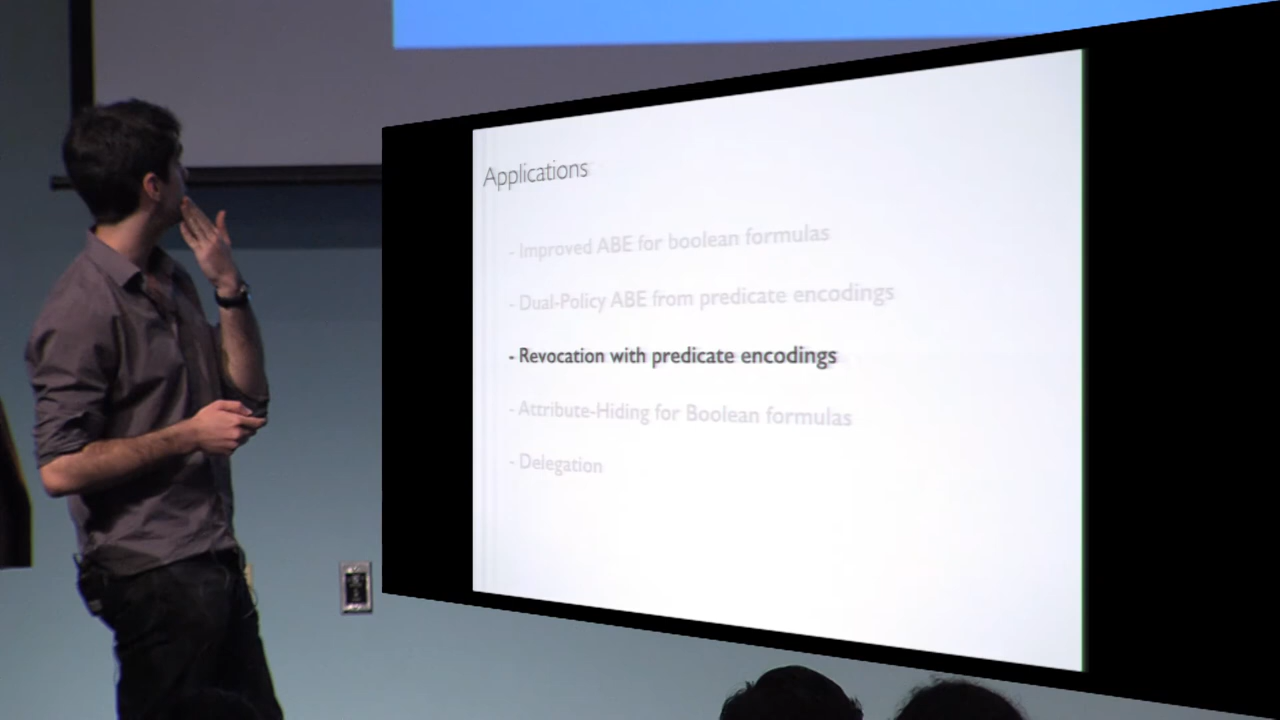 Applications
- Improved ABE for boolean formulas
- Dual-Policy ABE from predicate encodings
- Revocation with predicate encodings
- Attribute-Hiding for Boolean formulas
- Delegation